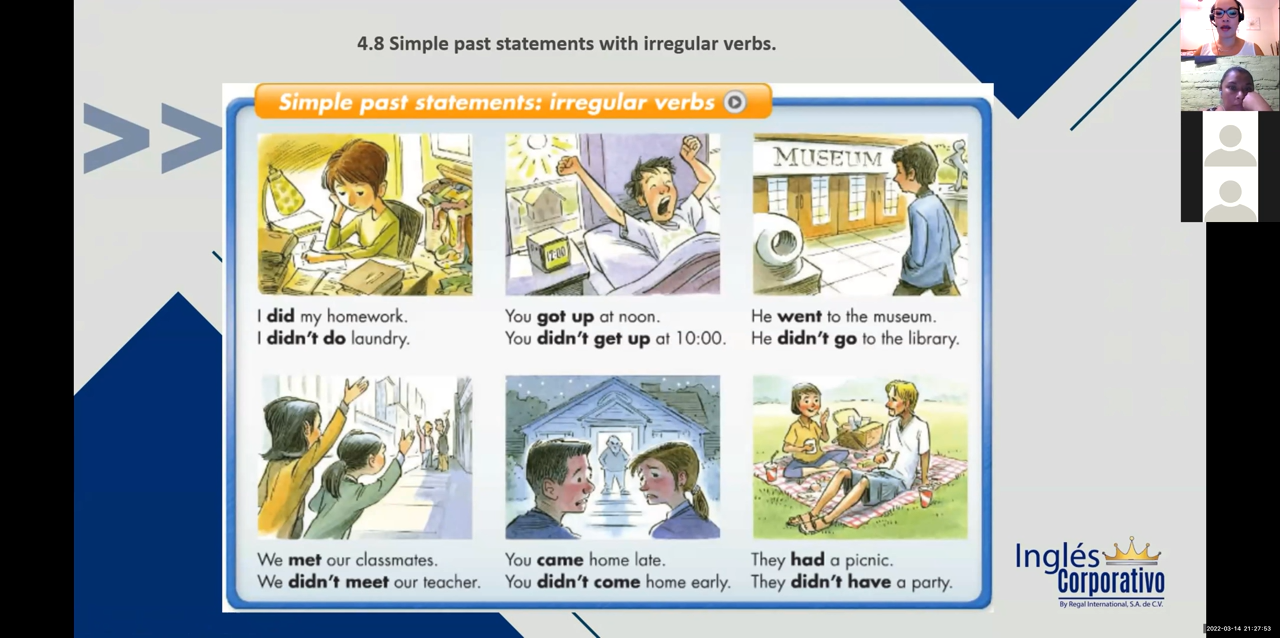 4.8 Simple past statements with irregular verbs.
Simple past statements: irregular verbs
MUSEUM
12:00
I did my homework.
I didn't do laundry.
You got up at noon.
You didn't get up at 10:00.
He went to the museum.
He didn't go to the library.
We met our classmates.
We didn't meet our teacher.
You came home late.
You didn't come home early.
They had a picnic.
They didn't have a party.
Inglés
Corporativo
By Regal International, S.A. de C.V.
2022-03-14 21:27:53